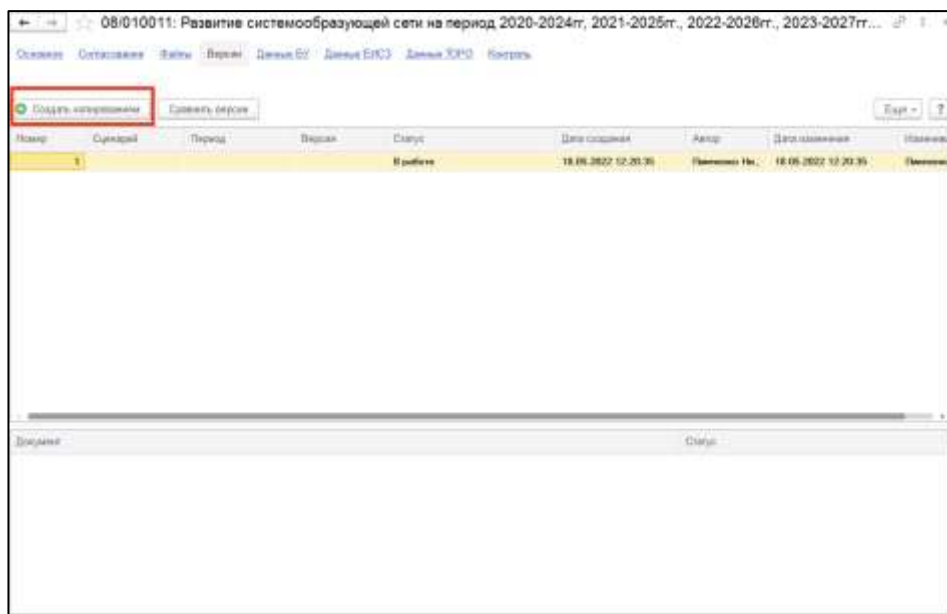 08/010011: Развитие системообразующей сети на период 2020-2024гг, 2021-2025гг., 2022-2026гг., 2023-2027гг...
Основное Согласование Файлы Версии Данные БУ Данные ЕИСЗ Данные ТОРО Контроль
Создать копированием Сравнить версии Еще ?
Номер Сценарий Период Версия Статус Дата создания Автор Дата изменения
1 В работе 18.05.2022 12:20:35 18.05.2022 12:20:35
Документ Статус